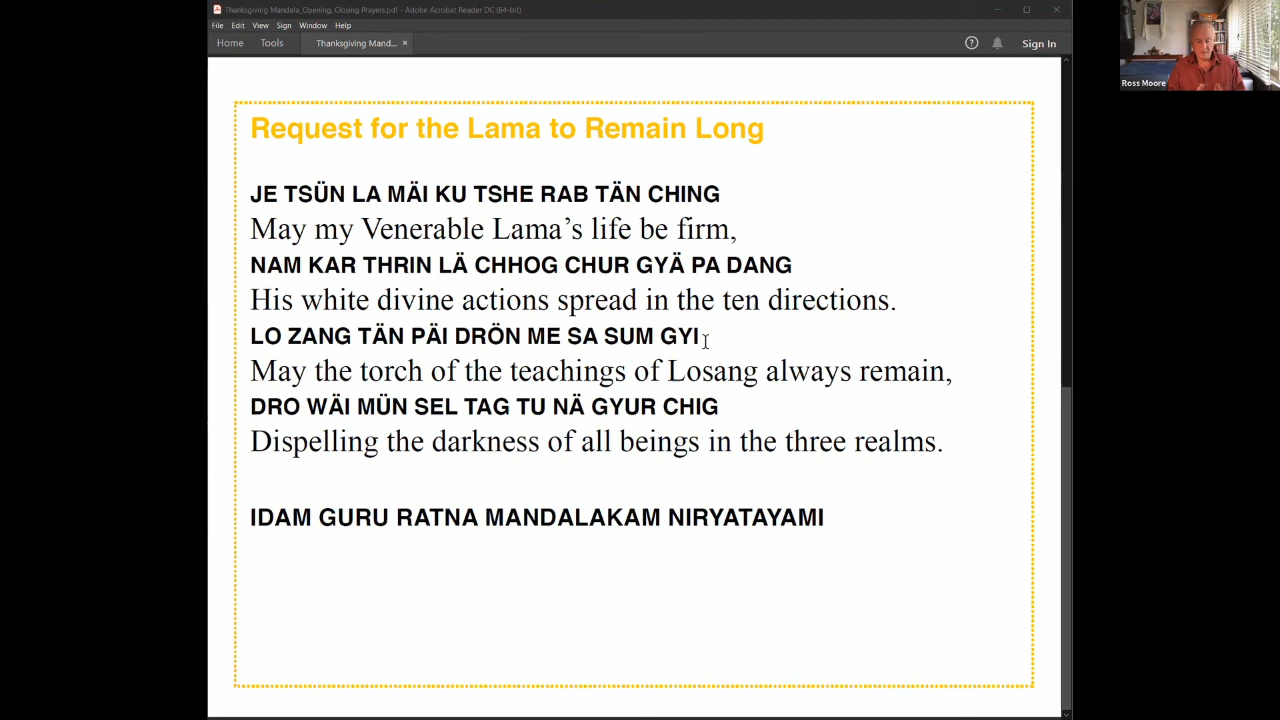 Thanksgiving Mandala_Opening, Closing Prayers.pdf - Adobe Acrobat Reader DC (64-bit)
File Edit View Sign Window Help
Home Tools Thanksgiving Mand... × Sign In
Ross Moore
Request for the Lama to Remain Long
JE TSÜN LA MÄI KU TSHE RAB TÄN CHING
May my Venerable Lama’s life be firm,
NAM KAR THRIN LÄ CHHOG CHUR GYÄ PA DANG
His white divine actions spread in the ten directions.
LO ZANG TÄN PÄI DRÖN ME SA SUM GYI
May the torch of the teachings of Losang always remain,
DRO WÄI MÜN SEL TAG TU NÄ GYUR CHIG
Dispelling the darkness of all beings in the three realms.
IDAM GURU RATNA MANDALAKAM NIRYATAYAMI